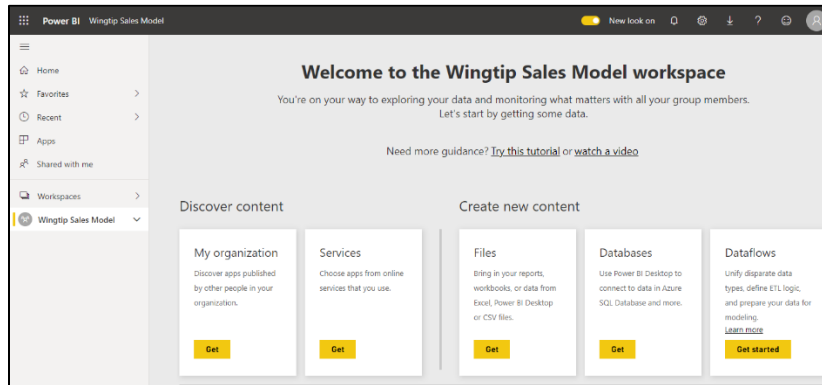 Power BI Wingtip Sales Model New look on
Home
Favorites
Recent
Apps
Shared with me
Workspaces
Wingtip Sales Model
Welcome to the Wingtip Sales Model workspace
You're on your way to exploring your data and monitoring what matters with all your group members.
Let's start by getting some data.
Need more guidance? Try this tutorial or watch a video
Discover content
My organization
Discover apps published
by other people in your
organization.
Get
Services
Choose apps from online
services that you use.
Get
Create new content
Files
Bring in your reports,
workbooks, or data from
Excel, Power BI Desktop
or CSV files.
Get
Databases
Use Power BI Desktop to
connect to data in Azure
SQL Database and more.
Get
Dataflows
Unify disparate data
types, define ETL logic,
and prepare your data for
modeling.
Learn more
Get started